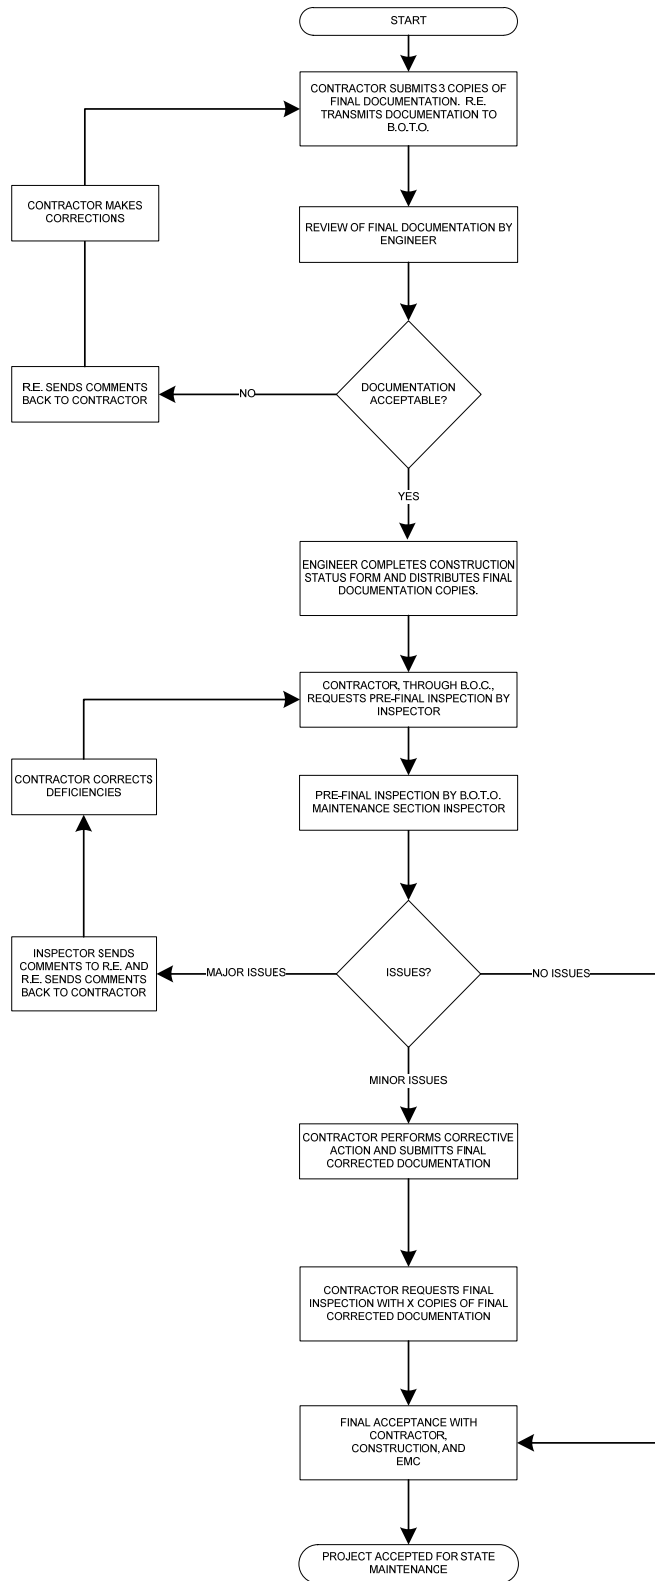 START
CONTRACTOR SUBMITS 3 COPIES OF
FINAL DOCUMENTATION. R.E.
TRANSMITS DOCUMENTATION TO
B.O.T.O.
CONTRACTOR MAKES
CORRECTIONS
REVIEW OF FINAL DOCUMENTATION BY
ENGINEER
DOCUMENTATION
ACCEPTABLE?
NO
R.E. SENDS COMMENTS
BACK TO CONTRACTOR
YES
ENGINEER COMPLETES CONSTRUCTION
STATUS FORM AND DISTRIBUTES FINAL
DOCUMENTATION COPIES.
CONTRACTOR, THROUGH B.O.C.,
REQUESTS PRE-FINAL INSPECTION BY
INSPECTOR
CONTRACTOR CORRECTS
DEFICIENCIES
PRE-FINAL INSPECTION BY B.O.T.O.
MAINTENANCE SECTION INSPECTOR
INSPECTOR SENDS
COMMENTS TO R.E. AND
R.E. SENDS COMMENTS
BACK TO CONTRACTOR
MAJOR ISSUES
ISSUES?
NO ISSUES
MINOR ISSUES
CONTRACTOR PERFORMS CORRECTIVE
ACTION AND SUBMITTS FINAL
CORRECTED DOCUMENTATION
CONTRACTOR REQUESTS FINAL
INSPECTION WITH X COPIES OF FINAL
CORRECTED DOCUMENTATION
FINAL ACCEPTANCE WITH
CONTRACTOR,
CONSTRUCTION, AND
EMC
PROJECT ACCEPTED FOR STATE
MAINTENANCE